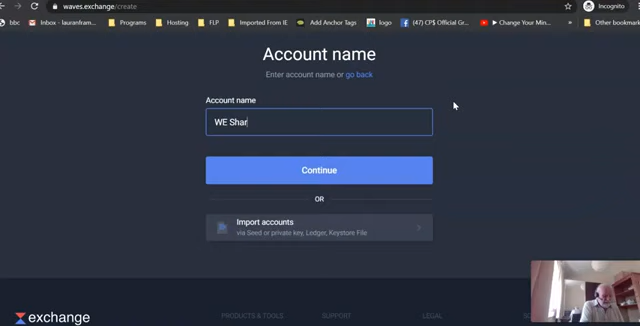 waves.exchange/create
Incognito
bbc Inbox - lauranfram... Programs Hosting FLP Imported From IE Add Anchor Tags logo (47) CP$ Official Gr... Change Your Min... » Other bookmark
Account name
Enter account name or go back
Account name
WE Shar
Continue
OR
Import accounts
via Seed or private key, Ledger, Keystore File
exchange
PRODUCTS & TOOLS SUPPORT LEGAL